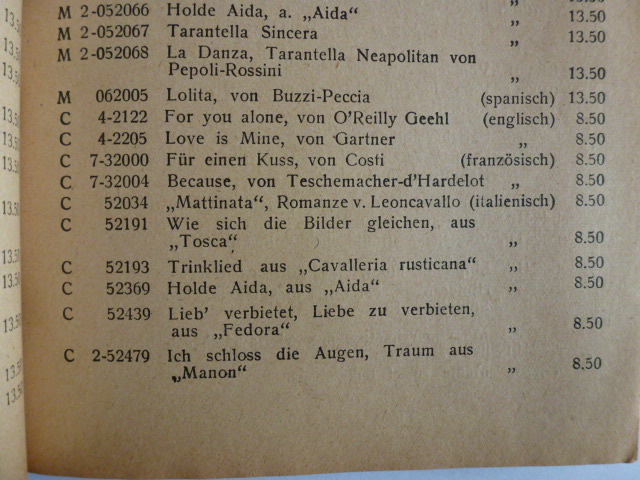 M 2-052066 Holde Aida, a. „Aida“ „ 13.50
M 2-052067 Tarantella Sincera „ 13.50
M 2-052068 La Danza, Tarantella Neapolitan von
Pepoli-Rossini „ 13.50
M 062005 Lolita, von Buzzi-Peccia (spanisch) 13.50
C 4-2122 For you alone, von O'Reilly Geehl (englisch) 8.50
C 4-2205 Love is Mine, von Gartner „ 8.50
C 7-32000 Für einen Kuss, von Costi (französisch) 8.50
C 7-32004 Because, von Teschemacher-d'Hardelot „ 8.50
C 52034 „Mattinata“, Romanze v. Leoncavallo (italienisch) 8.50
C 52191 Wie sich die Bilder gleichen, aus
„Tosca“ „ 8.50
C 52193 Trinklied aus „Cavalleria rusticana“ „ 8.50
C 52369 Holde Aida, aus „Aida“ „ 8.50
C 52439 Lieb' verbietet, Liebe zu verbieten,
aus „Fedora“ „ 8.50
C 2-52479 Ich schloss die Augen, Traum aus
„Manon“ „ 8.50